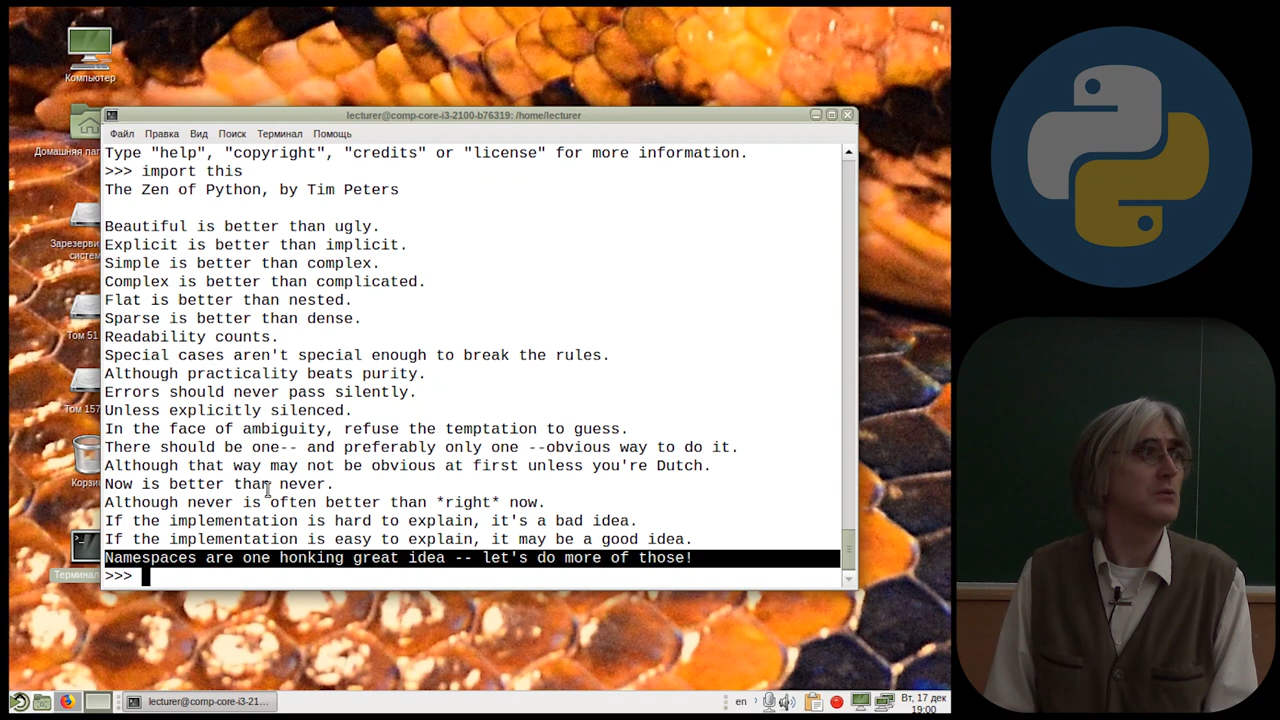 Компьютер
lecturer@comp-core-i3-2100-b76319: /home/lecturer
Файл Правка Вид Поиск Терминал Помощь
Домашняя пап
Type "help", "copyright", "credits" or "license" for more information.
>>> import this
The Zen of Python, by Tim Peters
Beautiful is better than ugly.
Explicit is better than implicit.
Simple is better than complex.
Complex is better than complicated.
Flat is better than nested.
Sparse is better than dense.
Readability counts.
Special cases aren't special enough to break the rules.
Although practicality beats purity.
Errors should never pass silently.
Unless explicitly silenced.
In the face of ambiguity, refuse the temptation to guess.
There should be one-- and preferably only one --obvious way to do it.
Although that way may not be obvious at first unless you're Dutch.
Now is better than never.
Although never is often better than *right* now.
If the implementation is hard to explain, it's a bad idea.
If the implementation is easy to explain, it may be a good idea.
Namespaces are one honking great idea -- let's do more of those!
>>>
Зарезерви
систем
Том 51
Том 157
Корзи
Терминал
lecturer@comp-core-i3-21...
en
Вт, 17 дек
19:00